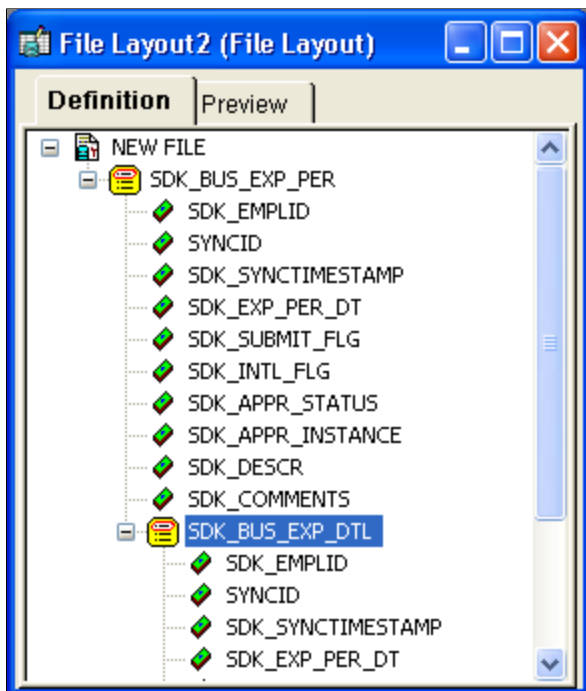 File Layout2 (File Layout)
Definition Preview
NEW FILE
SDK_BUS_EXP_PER
SDK_EMPLID
SYNCID
SDK_SYNCTIMESTAMP
SDK_EXP_PER_DT
SDK_SUBMIT_FLG
SDK_INTL_FLG
SDK_APPR_STATUS
SDK_APPR_INSTANCE
SDK_DESCR
SDK_COMMENTS
SDK_BUS_EXP_DTL
SDK_EMPLID
SYNCID
SDK_SYNCTIMESTAMP
SDK_EXP_PER_DT